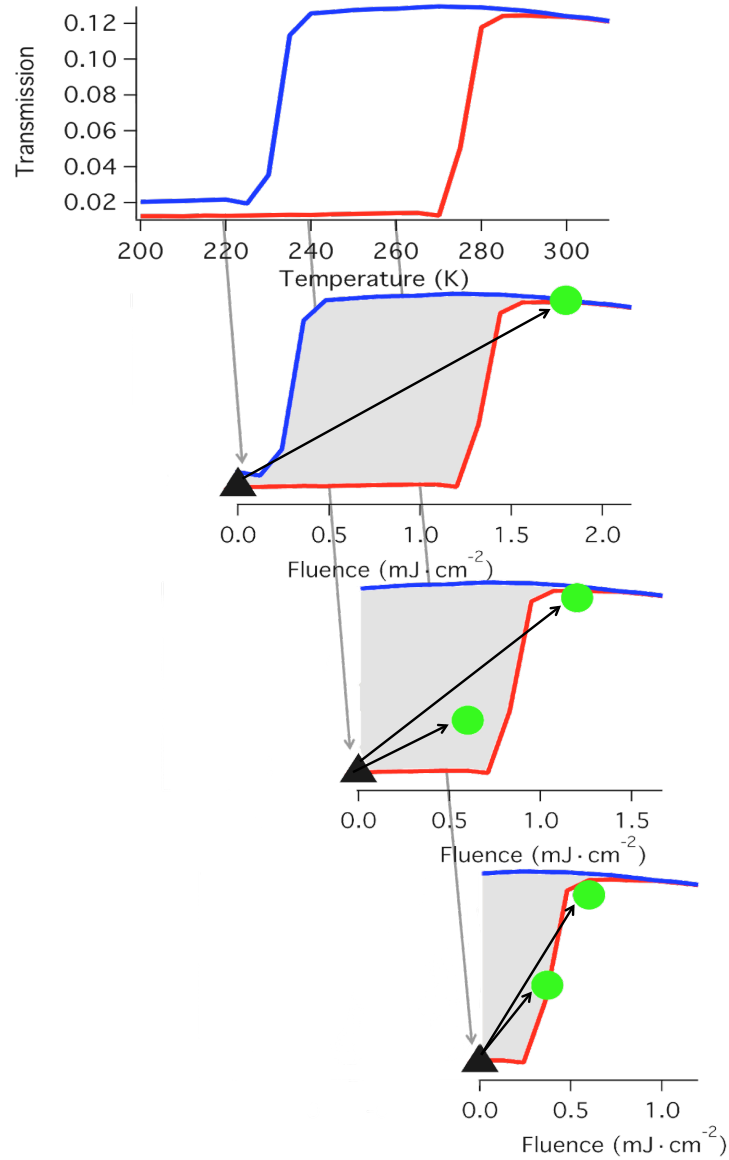 Transmission
0.12
0.10
0.08
0.06
0.04
0.02
200 220 240 260 280 300
Temperature (K)
0.0 0.5 1.0 1.5 2.0
Fluence (mJ·cm⁻²)
0.0 0.5 1.0 1.5
Fluence (mJ·cm⁻²)
0.0 0.5 1.0
Fluence (mJ·cm⁻²)